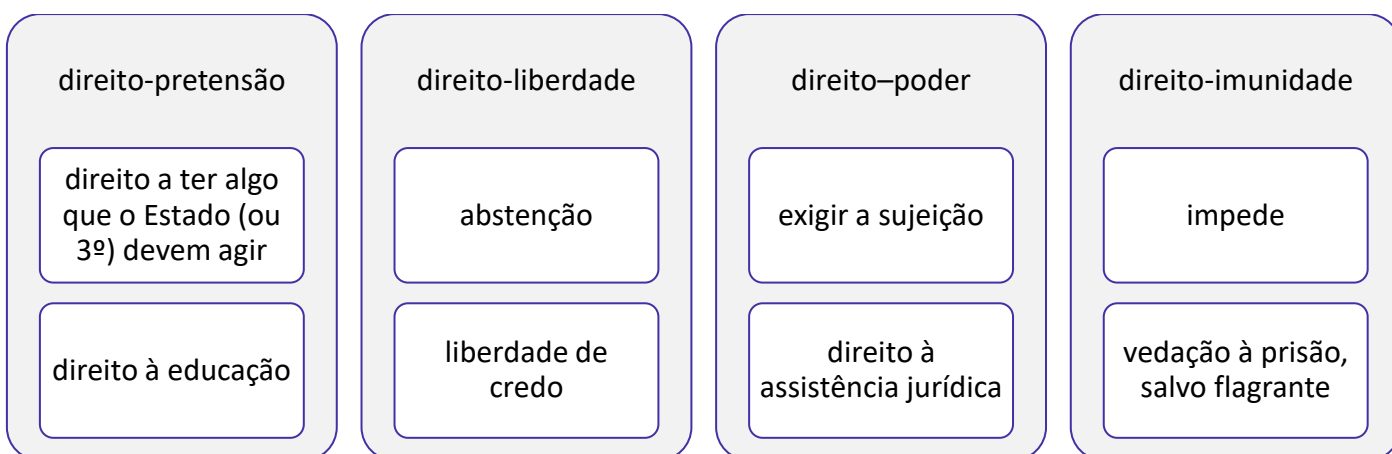 direito-pretensão
direito a ter algo
que o Estado (ou
3º) devem agir
direito à educação
direito-liberdade
abstenção
liberdade de
credo
direito–poder
exigir a sujeição
direito à
assistência jurídica
direito-imunidade
impede
vedação à prisão,
salvo flagrante